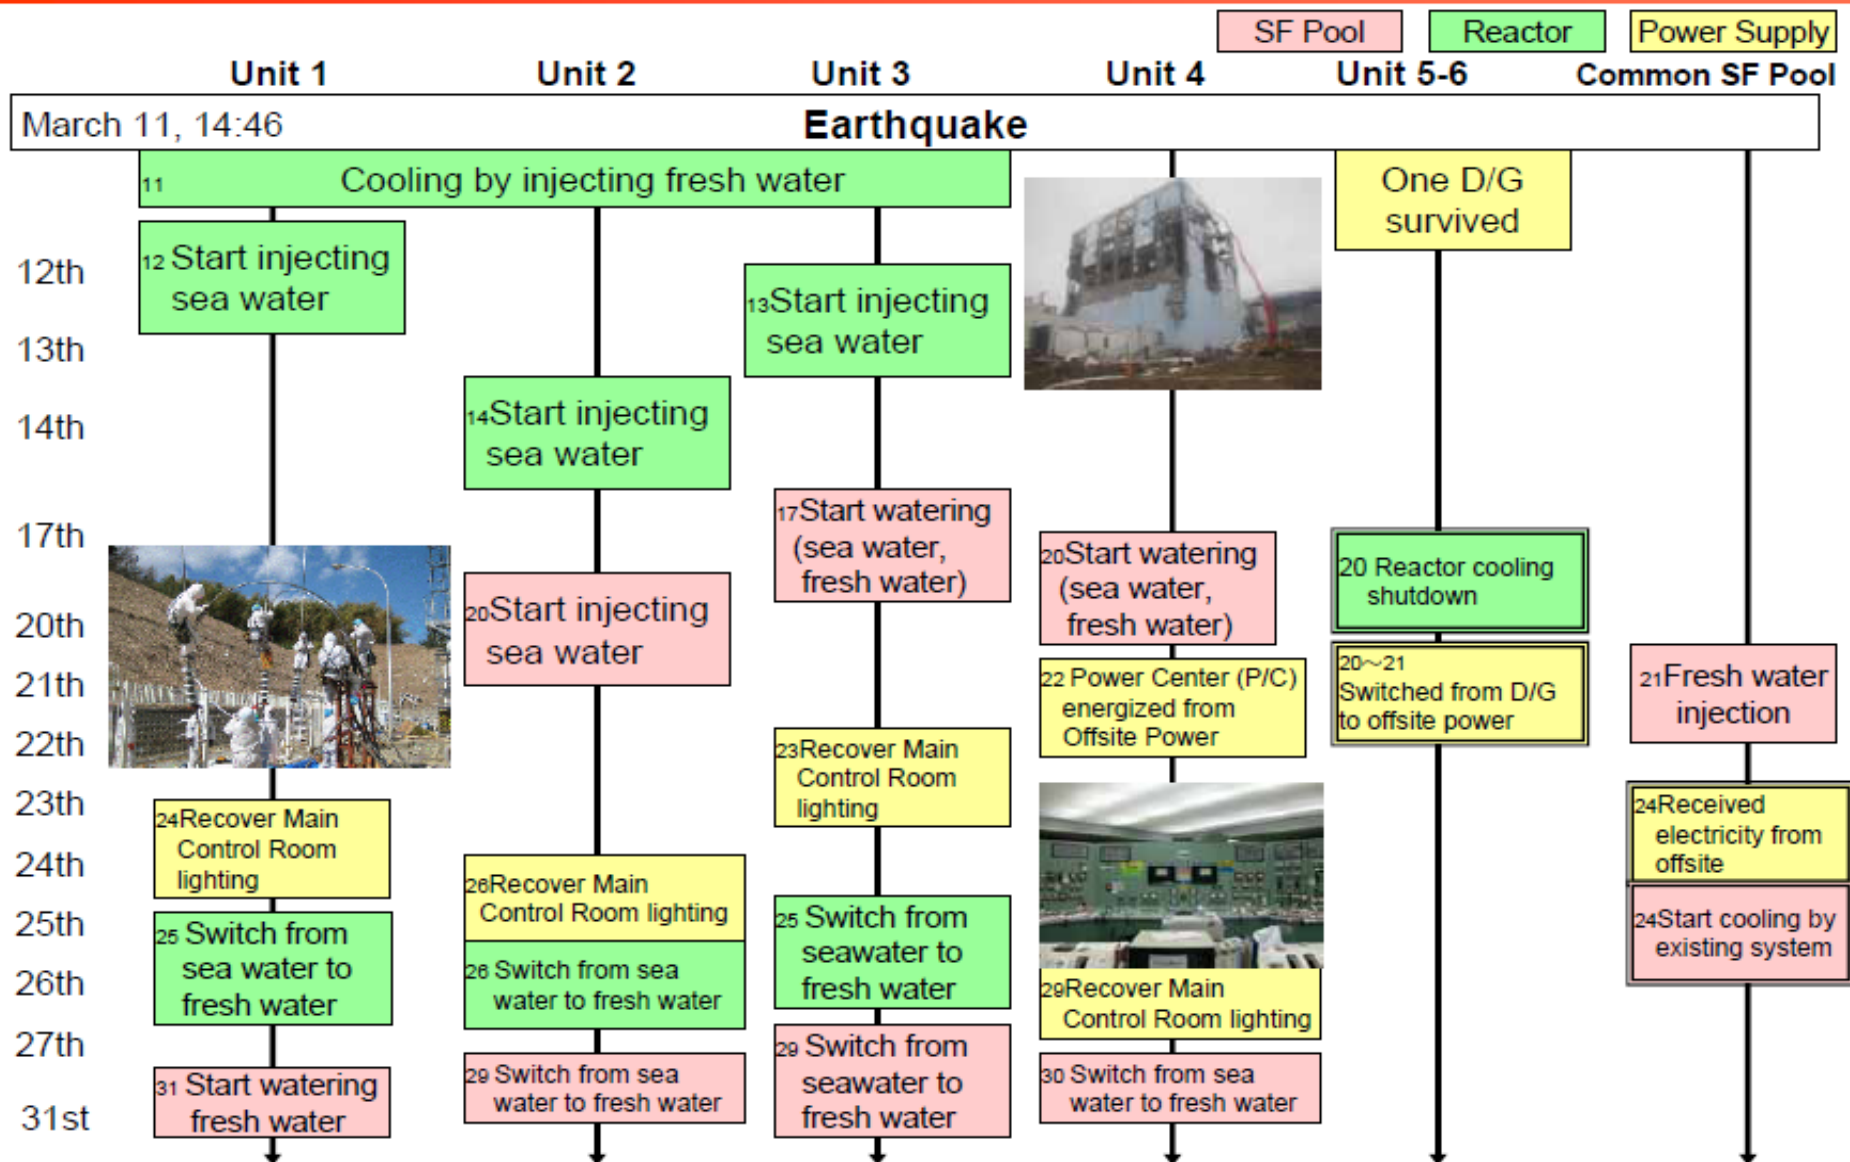 SF Pool
Reactor
Power Supply
Unit 1
Unit 2
Unit 3
Unit 4
Unit 5-6
Common SF Pool
March 11, 14:46
Earthquake
11 Cooling by injecting fresh water
One D/G
survived
12th
12 Start injecting
sea water
13Start injecting
sea water
13th
14th
14Start injecting
sea water
17th
17Start watering
(sea water,
fresh water)
20Start watering
(sea water,
fresh water)
20 Reactor cooling
shutdown
20th
20Start injecting
sea water
21th
22 Power Center (P/C)
energized from
Offsite Power
20～21
Switched from D/G
to offsite power
21Fresh water
injection
22th
23Recover Main
Control Room
lighting
23th
24Recover Main
Control Room
lighting
24Received
electricity from
offsite
24th
26Recover Main
Control Room lighting
25th
25 Switch from
sea water to
fresh water
25 Switch from
seawater to
fresh water
24Start cooling by
existing system
26th
26 Switch from sea
water to fresh water
29Recover Main
Control Room lighting
27th
31 Start watering
fresh water
29 Switch from sea
water to fresh water
29 Switch from
seawater to
fresh water
30 Switch from sea
water to fresh water
31st